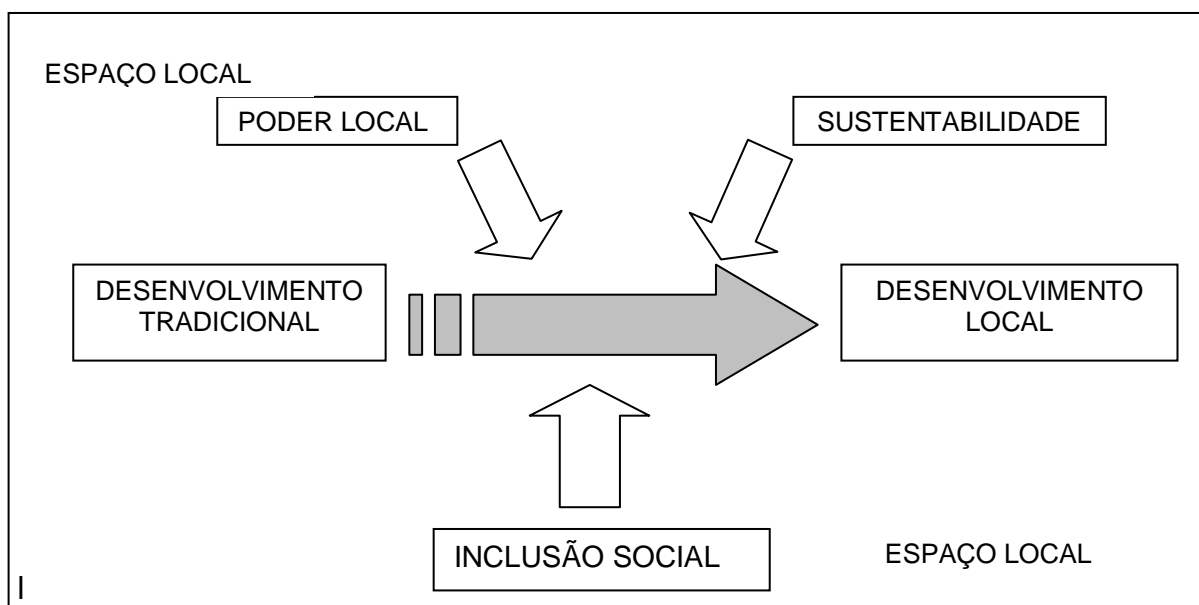 ESPAÇO LOCAL
PODER LOCAL
SUSTENTABILIDADE
DESENVOLVIMENTO
TRADICIONAL
DESENVOLVIMENTO
LOCAL
INCLUSÃO SOCIAL
ESPAÇO LOCAL
I